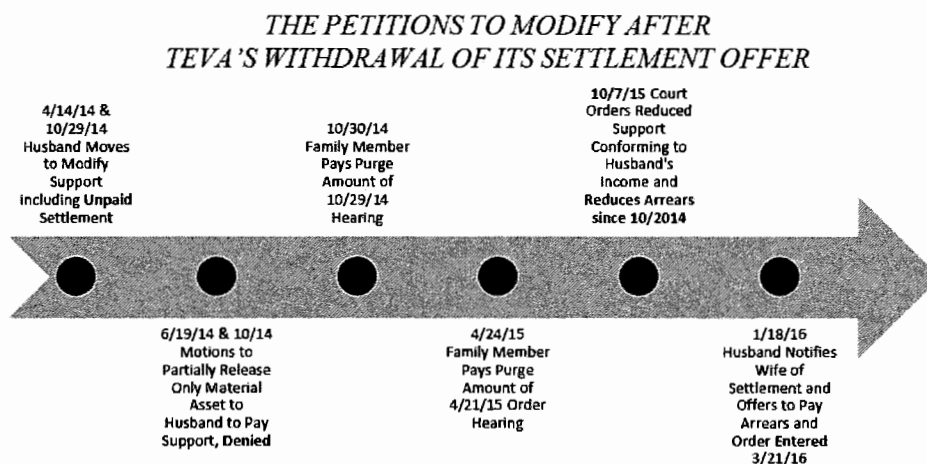 THE PETITIONS TO MODIFY AFTER
TEVA'S WITHDRAWAL OF ITS SETTLEMENT OFFER
4/14/14 &
10/29/14
Husband Moves
to Modify
Support
including Unpaid
Settlement
6/19/14 & 10/14
Motions to
Partially Release
Only Material
Asset to
Husband to Pay
Support, Denied
10/30/14
Family Member
Pays Purge
Amount of
10/29/14
Hearing
4/24/15
Family Member
Pays Purge
Amount of
4/21/15 Order
Hearing
10/7/15 Court
Orders Reduced
Support
Conforming to
Husband's
Income and
Reduces Arrears
since 10/2014
1/18/16
Husband Notifies
Wife of
Settlement and
Offers to Pay
Arrears and
Order Entered
3/21/16